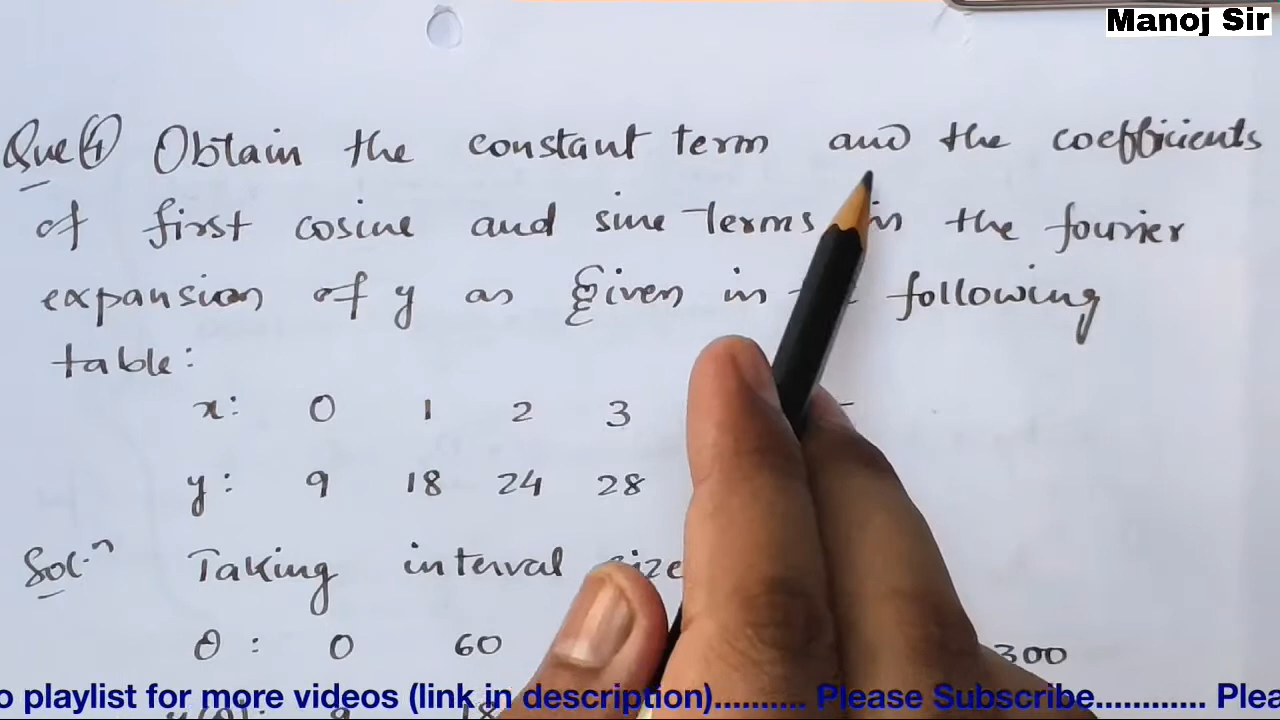 Manoj Sir
Que 4) Obtain the constant term and the coefficients
of first cosine and sine terms in the fourier
expansion of y as given in following
table:
x: 0 1 2 3
y: 9 18 24 28
Sol.n Taking interval size
θ : 0 60 300
o playlist for more videos (link in description).......... Please Subscribe............. Plea